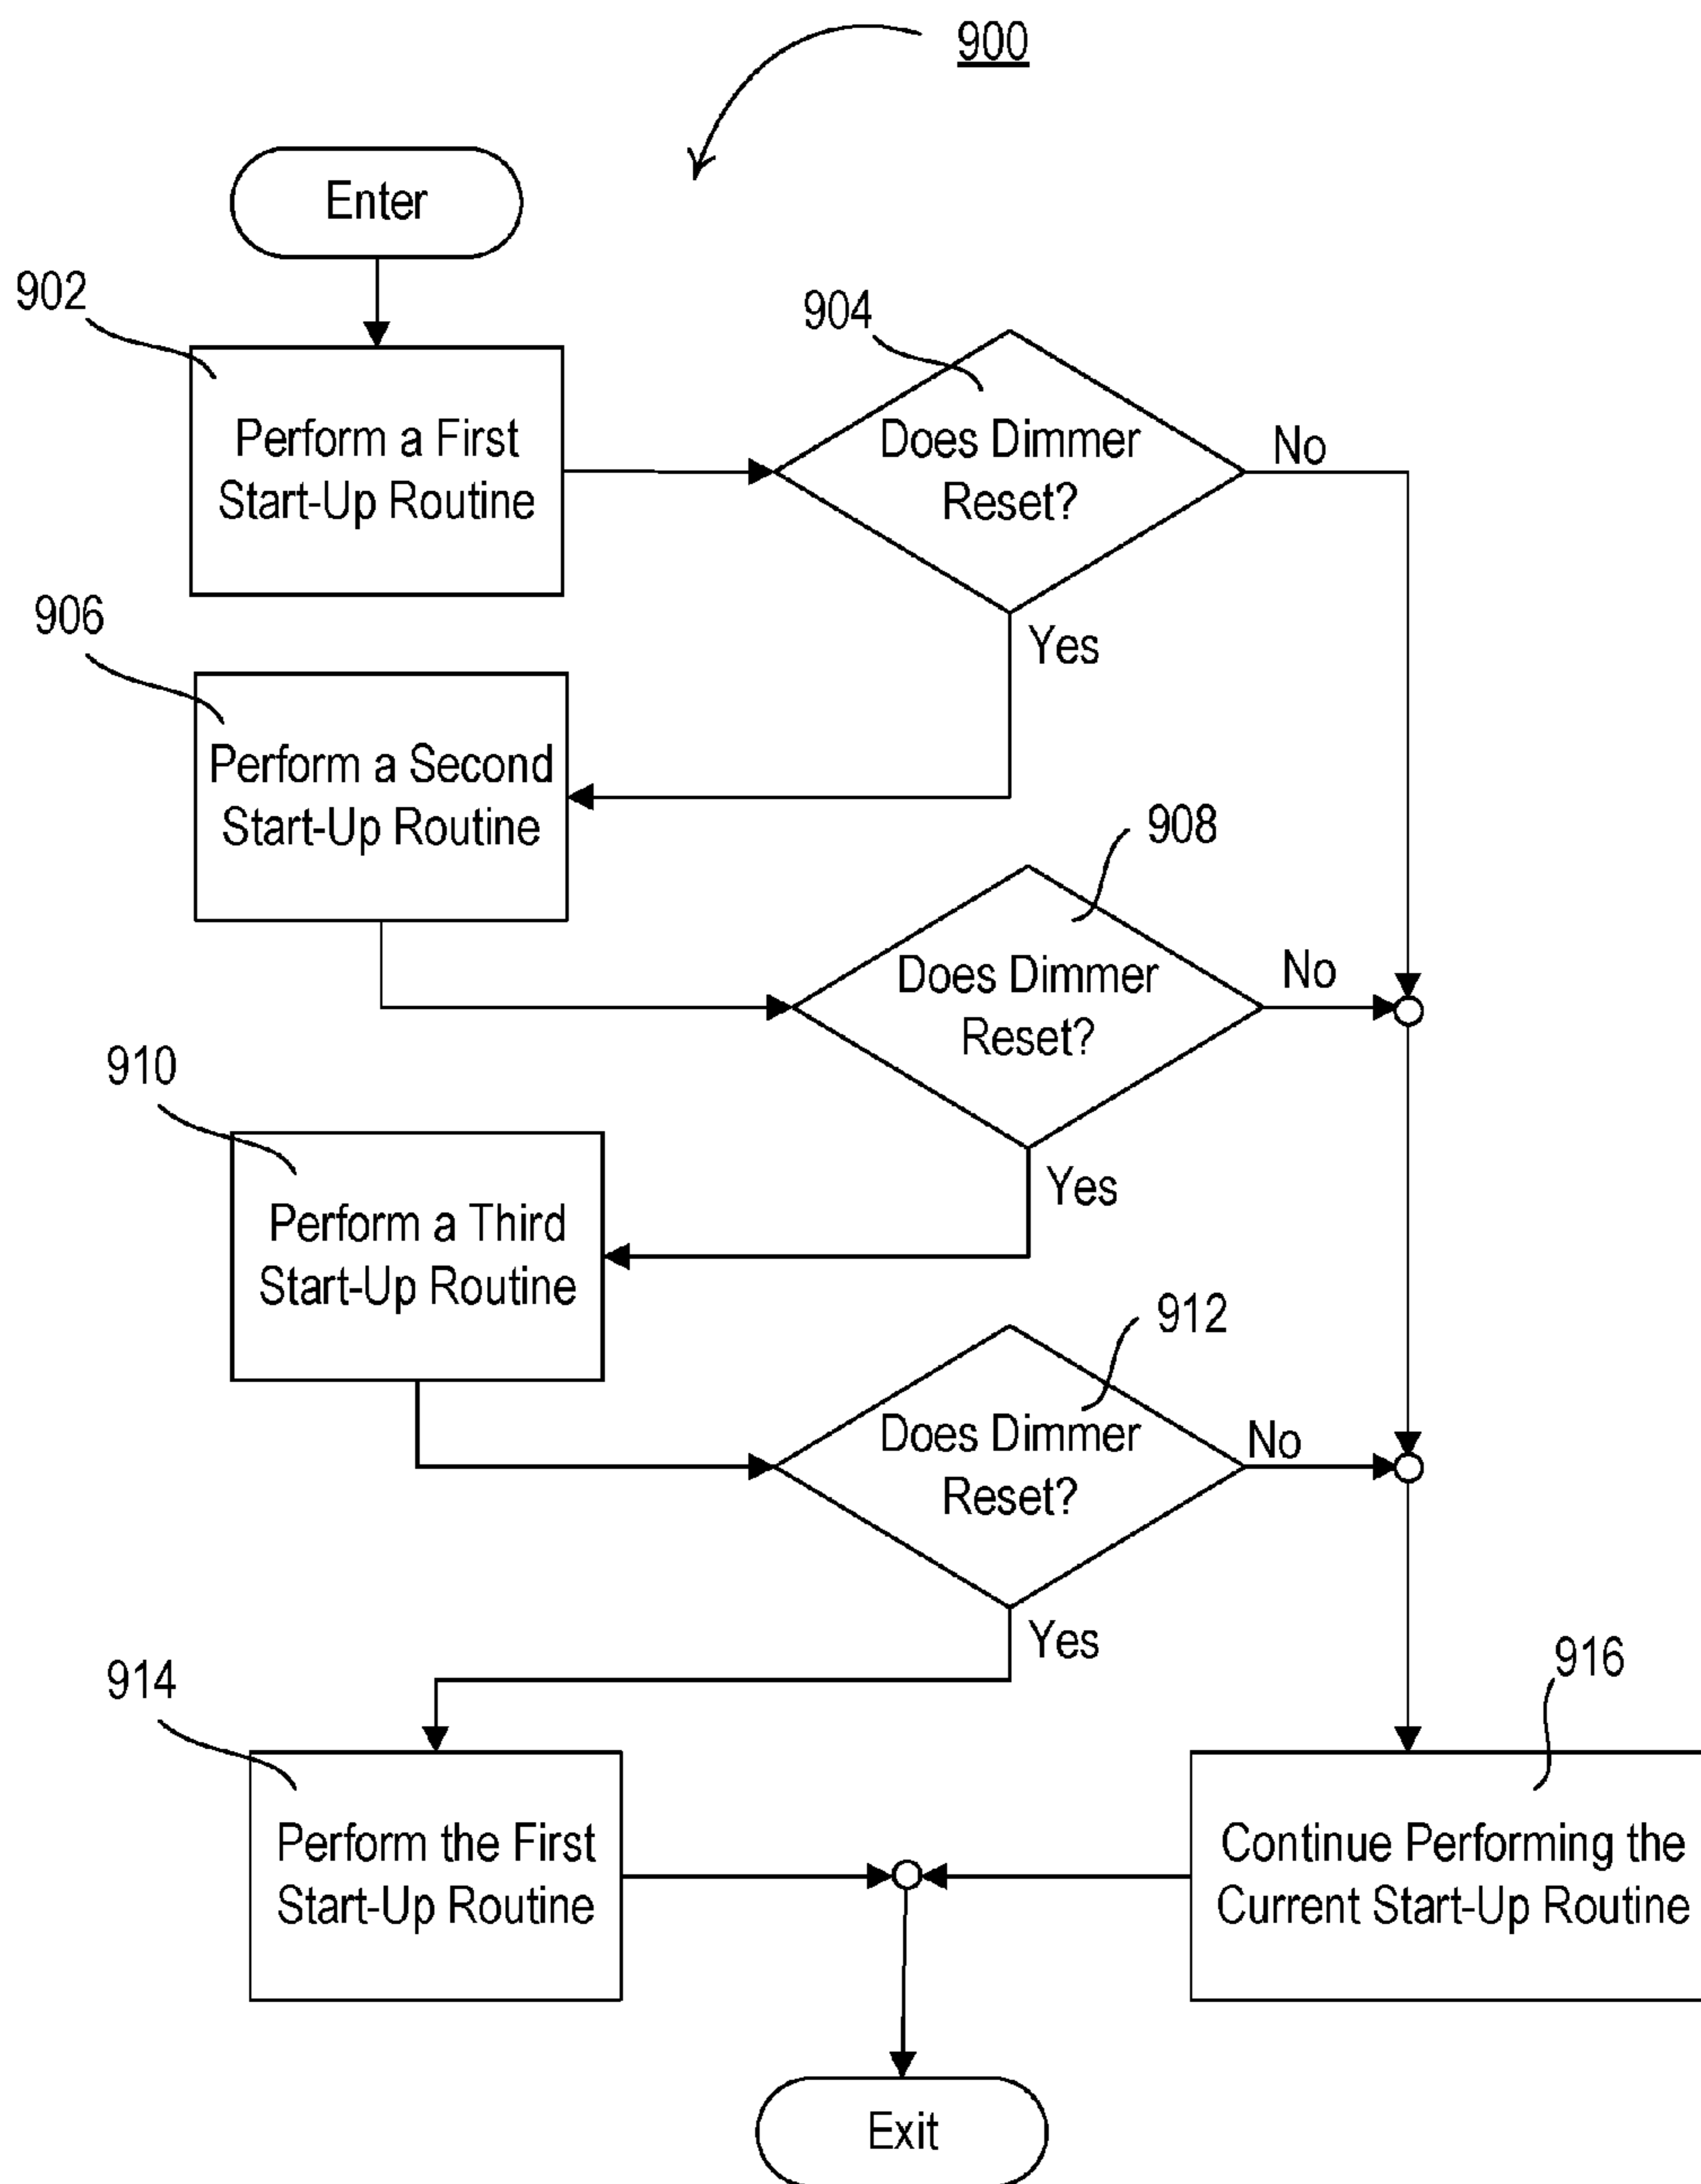 900
Enter
902
Perform a First
Start-Up Routine
904
Does Dimmer
Reset?
No
Yes
906
Perform a Second
Start-Up Routine
908
Does Dimmer
Reset?
No
Yes
910
Perform a Third
Start-Up Routine
912
Does Dimmer
Reset?
No
Yes
914
Perform the First
Start-Up Routine
916
Continue Performing the
Current Start-Up Routine
Exit